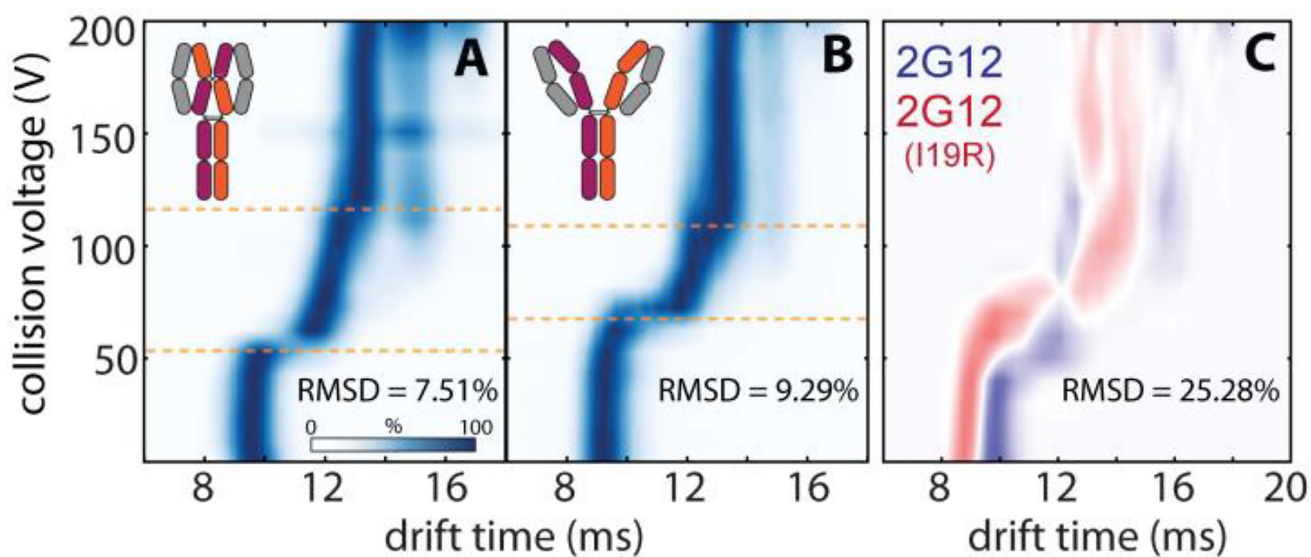 A
B
C
2G12
2G12
(I19R)
collision voltage (V)
200
150
100
50
RMSD = 7.51%
RMSD = 9.29%
RMSD = 25.28%
0 % 100
8 12 16
8 12 16
8 12 16 20
drift time (ms)
drift time (ms)